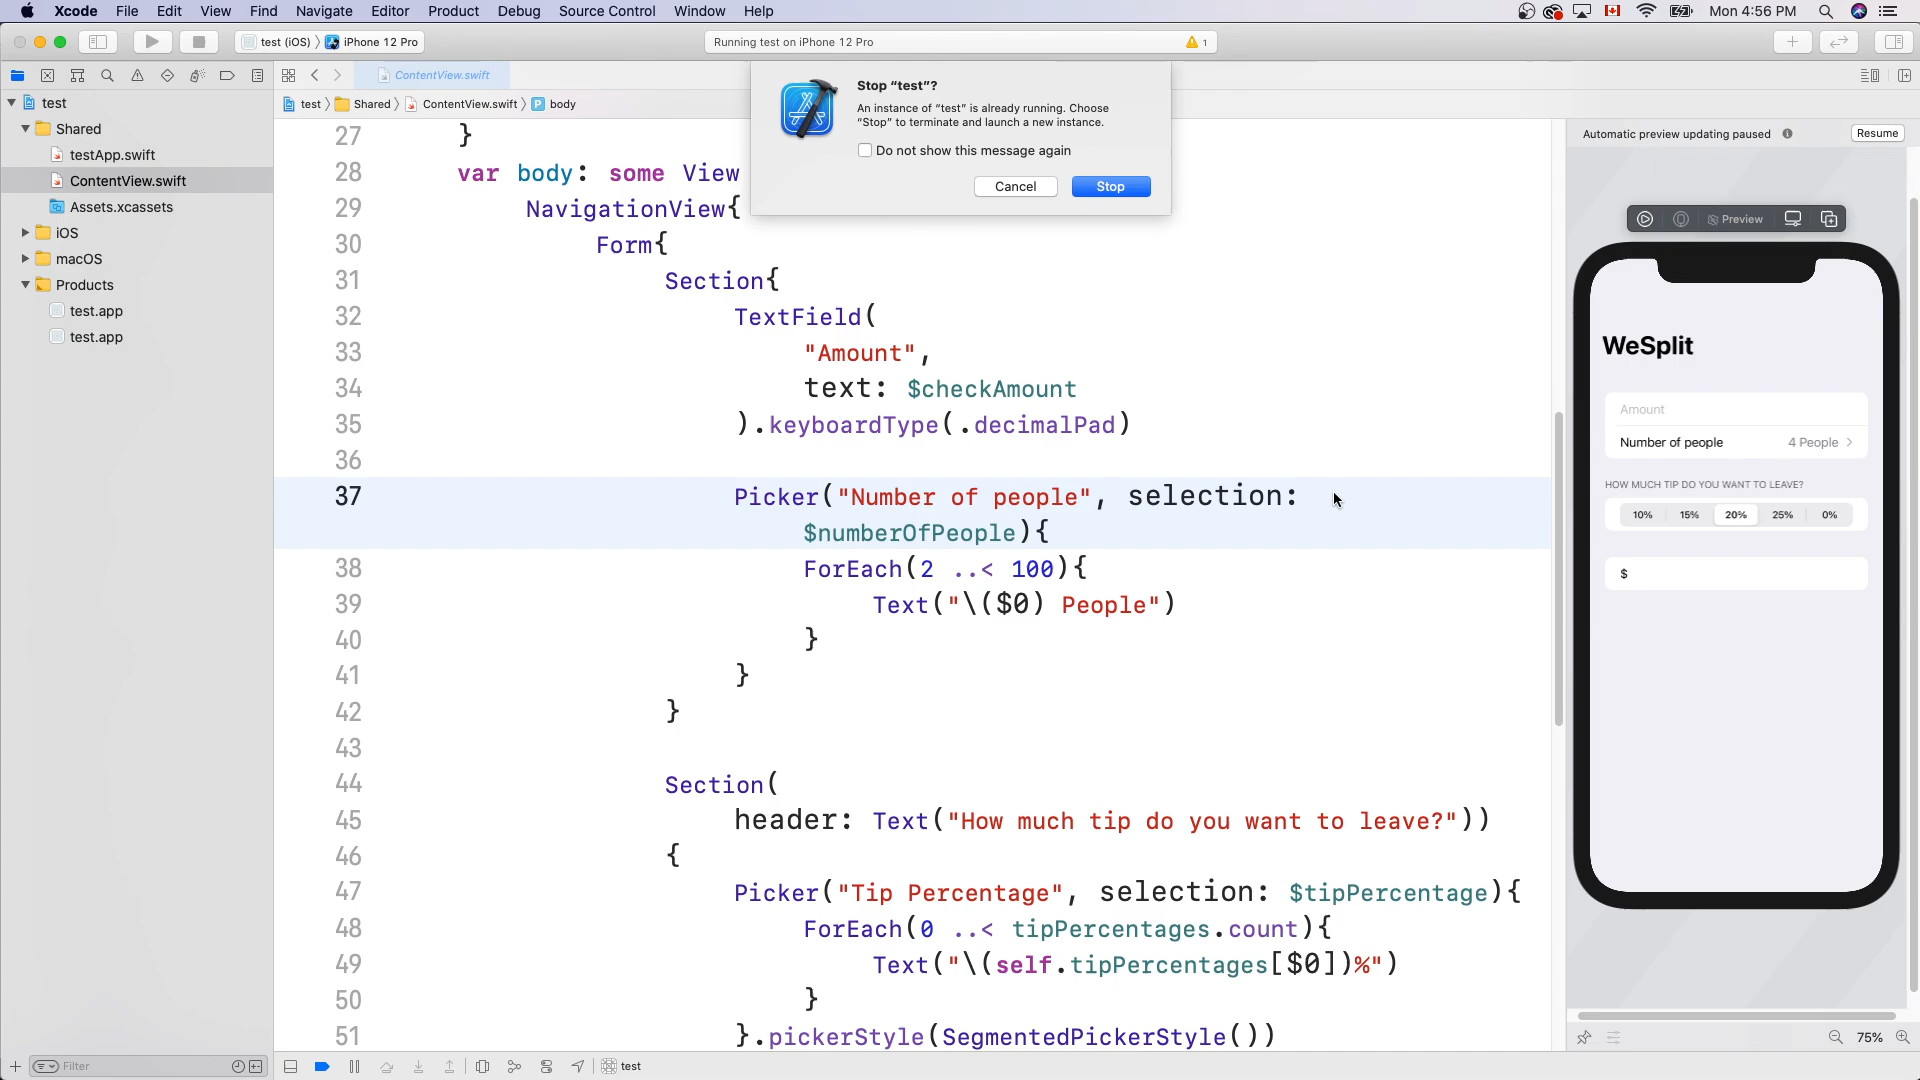 Xcode File Edit View Find Navigate Editor Product Debug Source Control Window Help
Mon 4:56 PM
test (iOS) 〉 iPhone 12 Pro
Running test on iPhone 12 Pro
1
ContentView.swift
test 〉 Shared 〉 ContentView.swift 〉 P body
test
Shared
testApp.swift
ContentView.swift
Assets.xcassets
iOS
macOS
Products
test.app
test.app
Filter
Stop “test”?
An instance of “test” is already running. Choose
“Stop” to terminate and launch a new instance.
Do not show this message again
Cancel
Stop
27 }
28 var body: some View
29 NavigationView{
30 Form{
31 Section{
32 TextField(
33 "Amount",
34 text: $checkAmount
35 ).keyboardType(.decimalPad)
36
37 Picker("Number of people", selection:
$numberOfPeople){
38 ForEach(2 ..< 100){
39 Text("\($0) People")
40 }
41 }
42 }
43
44 Section(
45 header: Text("How much tip do you want to leave?"))
46 {
47 Picker("Tip Percentage", selection: $tipPercentage){
48 ForEach(0 ..< tipPercentages.count){
49 Text("\(self.tipPercentages[$0])%")
50 }
51 }.pickerStyle(SegmentedPickerStyle())
test
Automatic preview updating paused
Resume
Preview
WeSplit
Amount
Number of people 4 People >
HOW MUCH TIP DO YOU WANT TO LEAVE?
10% 15% 20% 25% 0%
$
75%